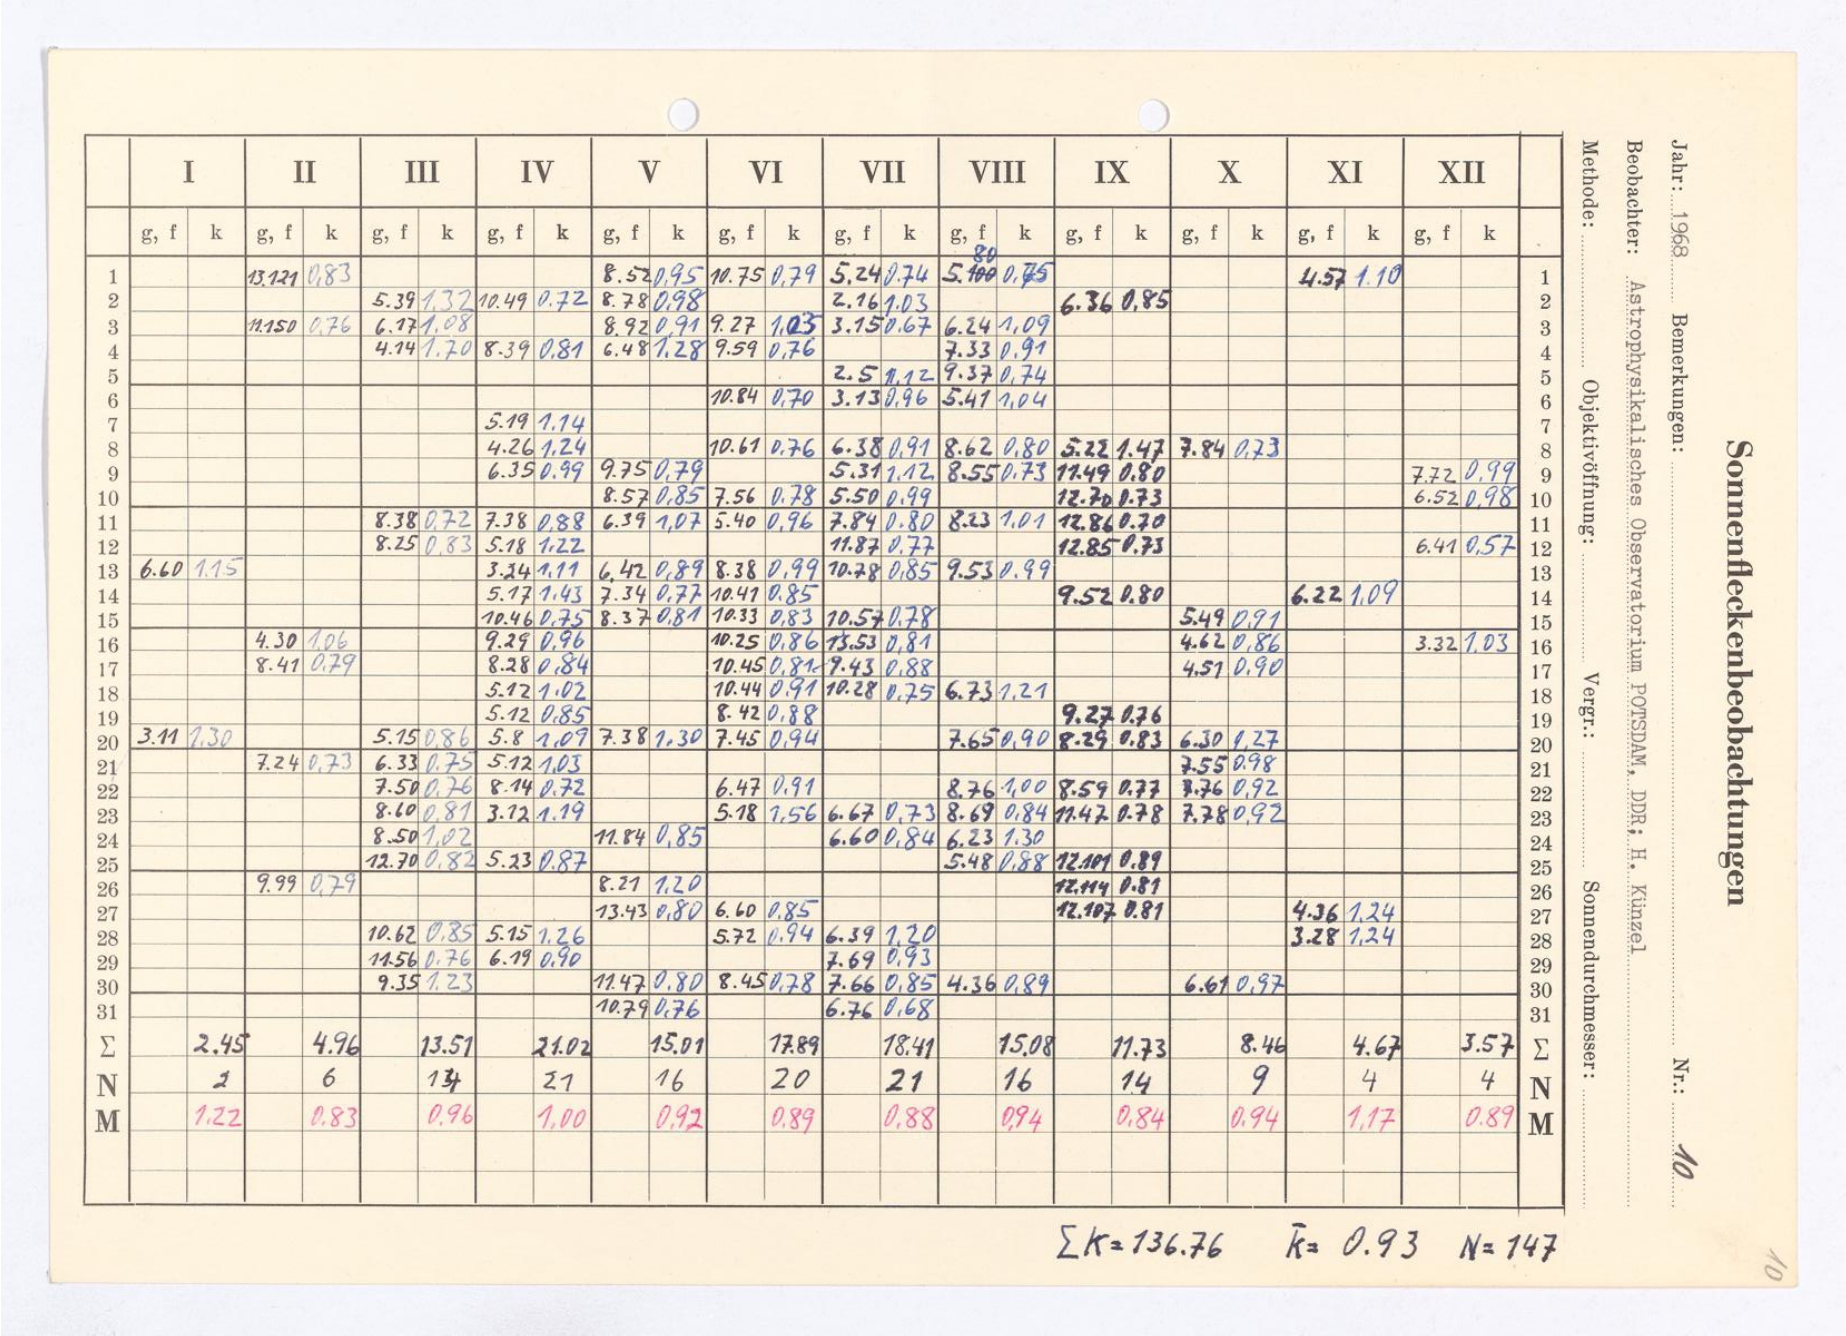 I II III IV V VI VII VIII IX X XI XII
g, f k g, f k g, f k g, f k g, f k g, f k g, f k g, f k g, f k g, f k g, f k g, f k
80
1 13.121 0,83 8.52 0,95 10.75 0,79 5.24 0.74 5.100 0,75 4.57 1.10 1
2 5.39 1,32 10.49 0.72 8.78 0,98 2.16 1.03 6.36 0,85 2
3 11.150 0,76 6.17 1,08 8.92 0,91 9.27 1,03 3.15 0.67 6.24 1,09 3
4 4.14 1.70 8.39 0,81 6.48 1,28 9.59 0,76 7.33 0.91 4
5 2.5 1,12 9.37 0,74 5
6 10.84 0,70 3.13 0,96 5.41 1,04 6
7 5.19 1.14 7
8 4.26 1.24 10.61 0,76 6.38 0,91 8.62 0,80 5.22 1.47 7.84 0,73 8
9 6.35 0.99 9.75 0,79 5.31 1,12 8.55 0.73 11.49 0.80 7.72 0,99 9
10 8.57 0,85 7.56 0.78 5.50 0,99 12.70 0.73 6.52 0,98 10
11 8.38 0,72 7.38 0,88 6.39 1,07 5.40 0,96 7.84 0.80 8.23 1,01 12.86 0.70 11
12 8.25 0,83 5.18 1.22 11.87 0,77 12.85 0.73 6.41 0,57 12
13 6.60 1.15 3.24 1,11 6,42 0,89 8.38 0,99 10.78 0,85 9.53 0.99 13
14 5.17 1,43 7.34 0,77 10.41 0.85 9.52 0.80 6.22 1,09 14
15 10.46 0,75 8.37 0,81 10.33 0,83 10.57 0.78 5.49 0,91 15
16 4.30 1,06 9.29 0,96 10.25 0,86 13.53 0,81 4.62 0,86 3.32 1.03 16
17 8.41 0,79 8.28 0,84 10.45 0,81 9.43 0,88 4.51 0,90 17
18 5.12 1.02 10.44 0,91 10.28 0,75 6.73 1,21 18
19 5.12 0,85 8.42 0,88 9.27 0.76 19
20 3.11 1,30 5.15 0,86 5.8 1,09 7.38 1.30 7.45 0,94 7.65 0,90 8.29 0.83 6.30 1,27 20
21 7.24 0,73 6.33 0.75 5.12 1,03 7.55 0.98 21
22 7.50 0,76 8.14 0.72 6.47 0,91 8.76 1,00 8.59 0.77 7.76 0,92 22
23 8.60 0,81 3.12 1.19 5.18 1,56 6.67 0,73 8.69 0,84 11.47 0.78 7.78 0,92 23
24 8.50 1,02 11.84 0,85 6.60 0,84 6.23 1.30 24
25 12.70 0.82 5.23 0.87 5.48 0,88 12.101 0.89 25
26 9.99 0,79 8.21 1,20 12.114 0.81 26
27 13.43 0,80 6.60 0.85 12.107 0.81 4.36 1,24 27
28 10.62 0,85 5.15 1.26 5.72 0.94 6.39 1,20 3.28 1,24 28
29 11.56 0.76 6.19 0,90 7.69 0,93 29
30 9.35 1.23 11.47 0.80 8.45 0,78 7.66 0,85 4.36 0,89 6.61 0,97 30
31 10.79 0,76 6.76 0,68 31
Σ 2.45 4.96 13.51 21.02 15.01 17.89 18.41 15,08 11.73 8.46 4.67 3.57 Σ
N 2 6 14 21 16 20 21 16 14 9 4 4 N
M 1,22 0.83 0.96 1,00 0,92 0,89 0,88 0,94 0,84 0.94 1,17 0.89 M
Σk = 136.76 k̄ = 0.93 N = 147
Sonnenfleckenbeobachtungen
Jahr: 1968 Bemerkungen: Nr.: 10
Beobachter: Astrophysikalisches Observatorium POTSDAM, DDR; H. Künzel
Methode: Objektivöffnung: Vergr.: Sonnendurchmesser:
10